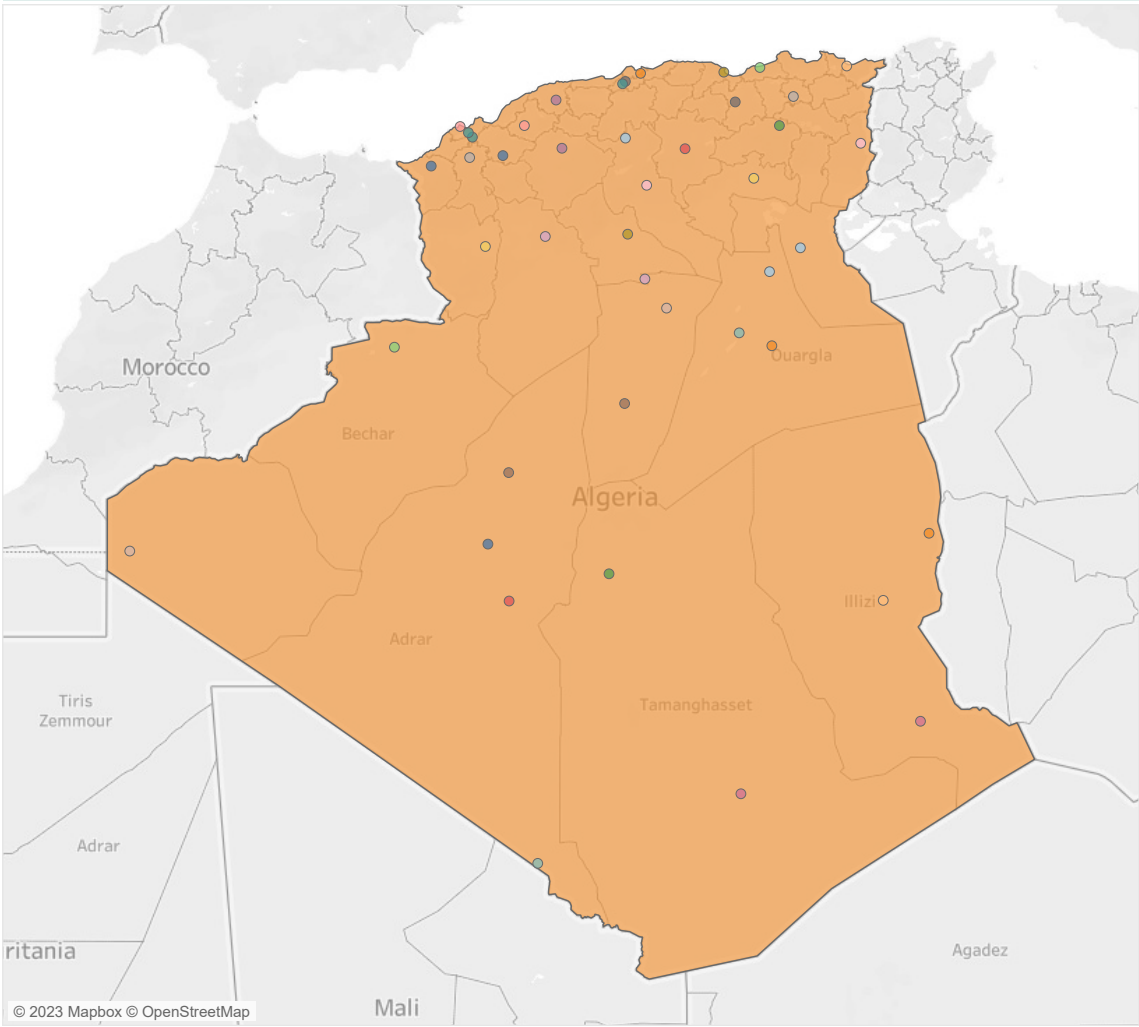 Morocco
Ouargla
Bechar
Algeria
Illizi
Adrar
Tiris
Zemmour
Tamanghasset
Adrar
ritania
Agadez
Mali
© 2023 Mapbox © OpenStreetMap